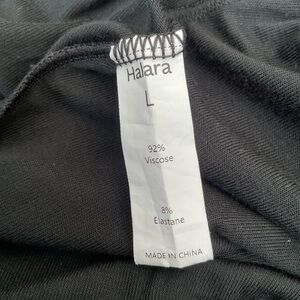 Halara
L
92%
Viscose
8%
Elastane
MADE IN CHINA